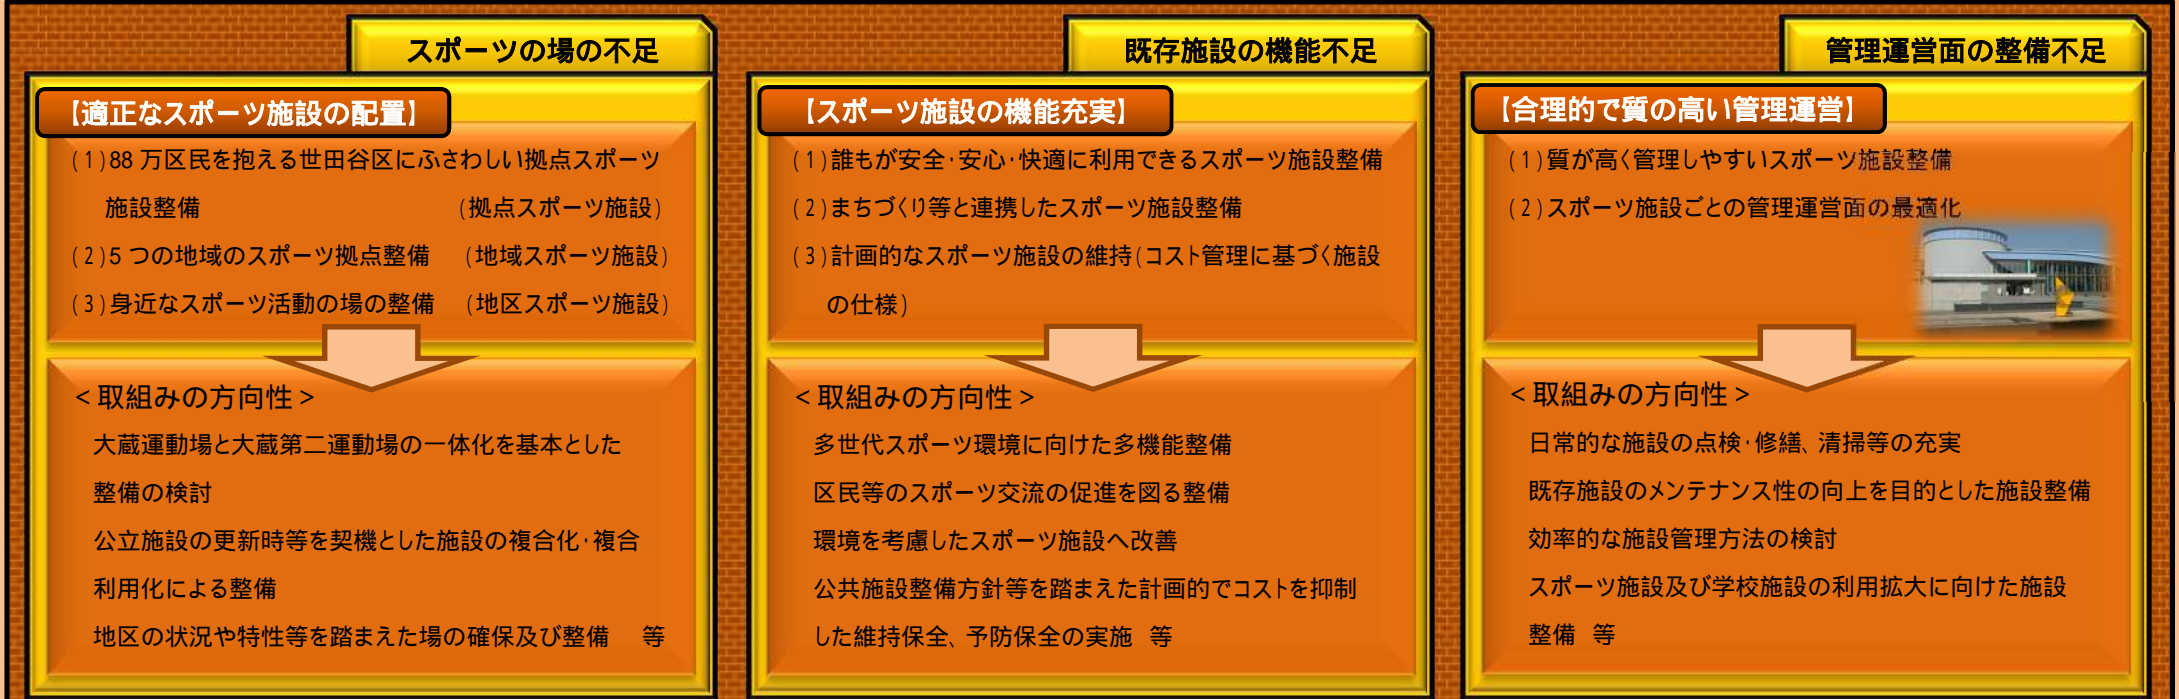 スポーツの場の不足
【適正なスポーツ施設の配置】
(1)88 万区民を抱える世田谷区にふさわしい拠点スポーツ
施設整備 (拠点スポーツ施設)
(2)5 つの地域のスポーツ拠点整備 (地域スポーツ施設)
(3)身近なスポーツ活動の場の整備 (地区スポーツ施設)
<取組みの方向性>
大蔵運動場と大蔵第二運動場の一体化を基本とした
整備の検討
公立施設の更新時等を契機とした施設の複合化・複合
利用化による整備
地区の状況や特性等を踏まえた場の確保及び整備 等
既存施設の機能不足
【スポーツ施設の機能充実】
(1)誰もが安全・安心・快適に利用できるスポーツ施設整備
(2)まちづくり等と連携したスポーツ施設整備
(3)計画的なスポーツ施設の維持(コスト管理に基づく施設
の仕様)
<取組みの方向性>
多世代スポーツ環境に向けた多機能整備
区民等のスポーツ交流の促進を図る整備
環境を考慮したスポーツ施設へ改善
公共施設整備方針等を踏まえた計画的でコストを抑制
した維持保全、予防保全の実施 等
管理運営面の整備不足
【合理的で質の高い管理運営】
(1)質が高く管理しやすいスポーツ施設整備
(2)スポーツ施設ごとの管理運営面の最適化
<取組みの方向性>
日常的な施設の点検・修繕、清掃等の充実
既存施設のメンテナンス性の向上を目的とした施設整備
効率的な施設管理方法の検討
スポーツ施設及び学校施設の利用拡大に向けた施設
整備 等